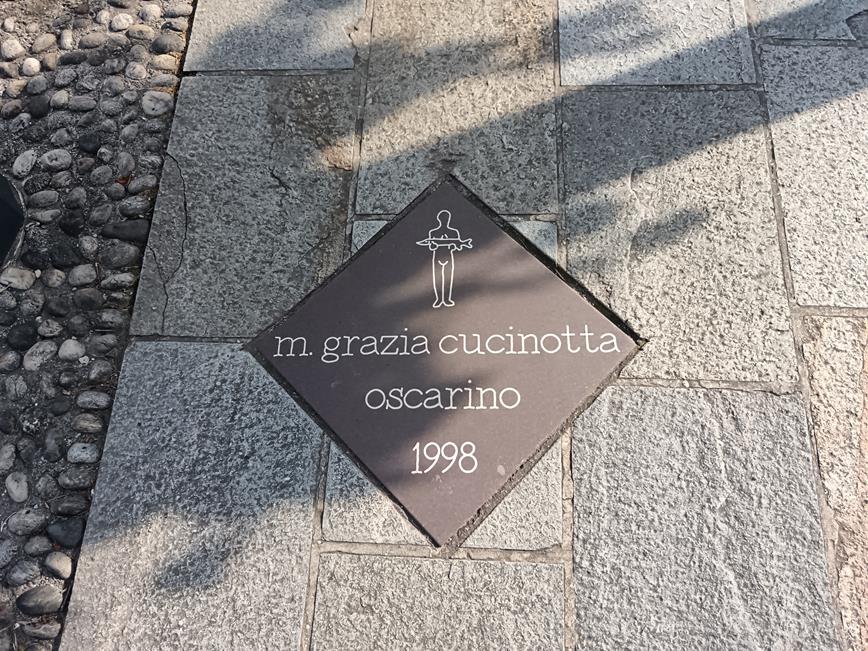 m. grazia cucinotta
oscarino
1998